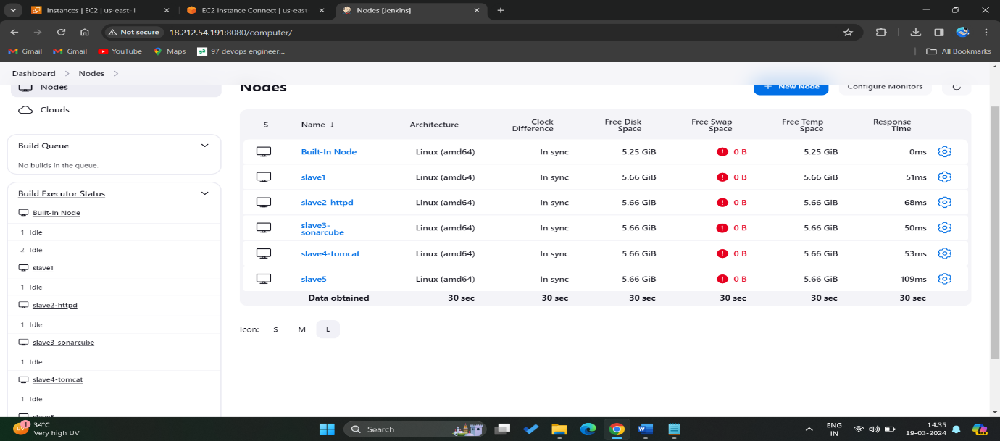 Instances | EC2 | us-east-1
EC2 Instance Connect | us-east
Nodes [Jenkins]
Not secure
18.212.54.191:8080/computer/
Gmail
Gmail
YouTube
Maps
97 devops engineer...
All Bookmarks
Dashboard
Nodes
Nodes
Clouds
Build Queue
No builds in the queue.
Build Executor Status
Built-In Node
1 Idle
2 Idle
slave1
1 Idle
slave2-httpd
1 Idle
slave3-sonarcube
1 Idle
slave4-tomcat
1 Idle
slave5
Nodes
+ New Node
Configure Monitors
S Name ↓ Architecture Clock Difference Free Disk Space Free Swap Space Free Temp Space Response Time
Built-In Node Linux (amd64) In sync 5.25 GiB 0 B 5.25 GiB 0ms
slave1 Linux (amd64) In sync 5.66 GiB 0 B 5.66 GiB 51ms
slave2-httpd Linux (amd64) In sync 5.66 GiB 0 B 5.66 GiB 68ms
slave3-sonarcube Linux (amd64) In sync 5.66 GiB 0 B 5.66 GiB 50ms
slave4-tomcat Linux (amd64) In sync 5.66 GiB 0 B 5.66 GiB 53ms
slave5 Linux (amd64) In sync 5.66 GiB 0 B 5.66 GiB 109ms
Data obtained 30 sec 30 sec 30 sec 30 sec 30 sec 30 sec
Icon: S M L
34°C
Very high UV
Search
ENG
IN
14:35
19-03-2024